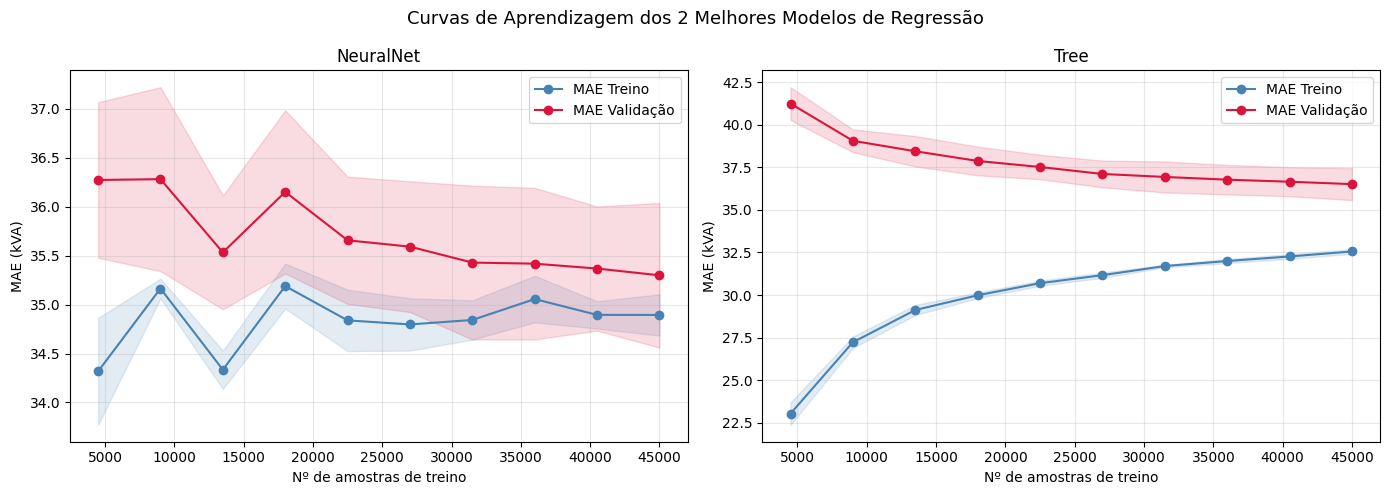 Curvas de Aprendizagem dos 2 Melhores Modelos de Regressão
NeuralNet
MAE Treino
MAE Validação
37.0
36.5
36.0
35.5
35.0
34.5
34.0
MAE (kVA)
5000 10000 15000 20000 25000 30000 35000 40000 45000
Nº de amostras de treino
Tree
MAE Treino
MAE Validação
42.5
40.0
37.5
35.0
32.5
30.0
27.5
25.0
22.5
MAE (kVA)
5000 10000 15000 20000 25000 30000 35000 40000 45000
Nº de amostras de treino